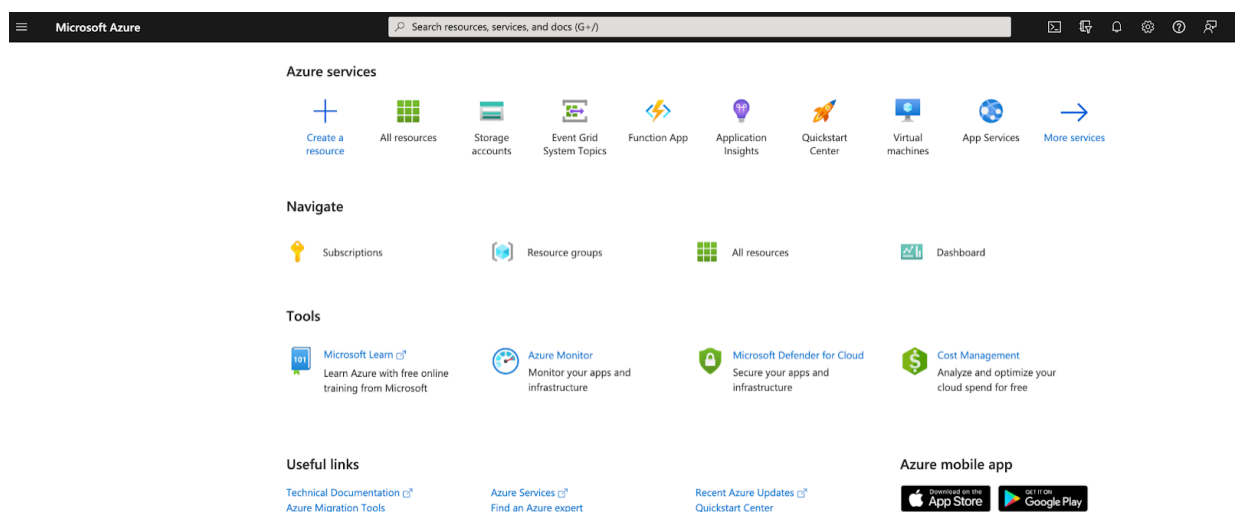 Microsoft Azure
Search resources, services, and docs (G+/)
Azure services
Create a
resource
All resources
Storage
accounts
Event Grid
System Topics
Function App
Application
Insights
Quickstart
Center
Virtual
machines
App Services
More services
Navigate
Subscriptions
Resource groups
All resources
Dashboard
Tools
101
Microsoft Learn
Learn Azure with free online
training from Microsoft
Azure Monitor
Monitor your apps and
infrastructure
Microsoft Defender for Cloud
Secure your apps and
infrastructure
Cost Management
Analyze and optimize your
cloud spend for free
Useful links
Technical Documentation
Azure Migration Tools
Azure Services
Find an Azure expert
Recent Azure Updates
Quickstart Center
Azure mobile app
Download on the
App Store
GET IT ON
Google Play